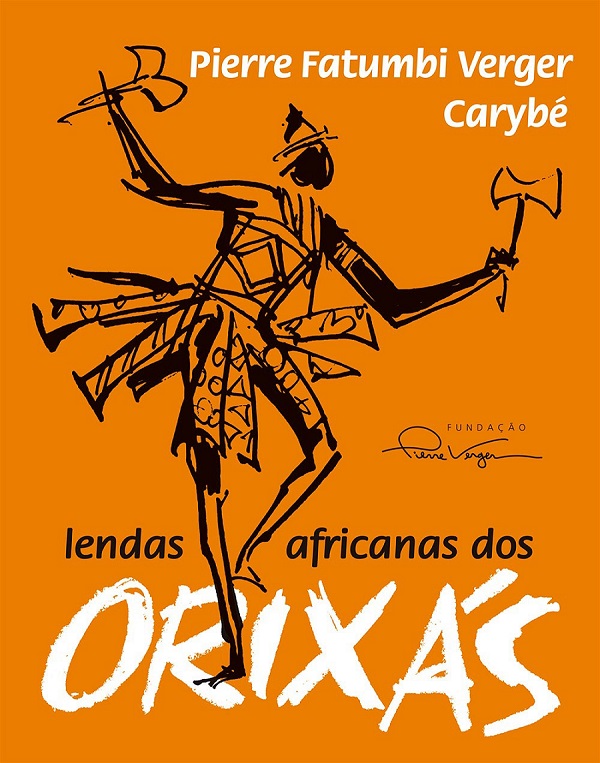 Pierre Fatumbi Verger
Carybé
FUNDAÇÃO
Pierre Verger
lendas africanas dos
ORIXÁS